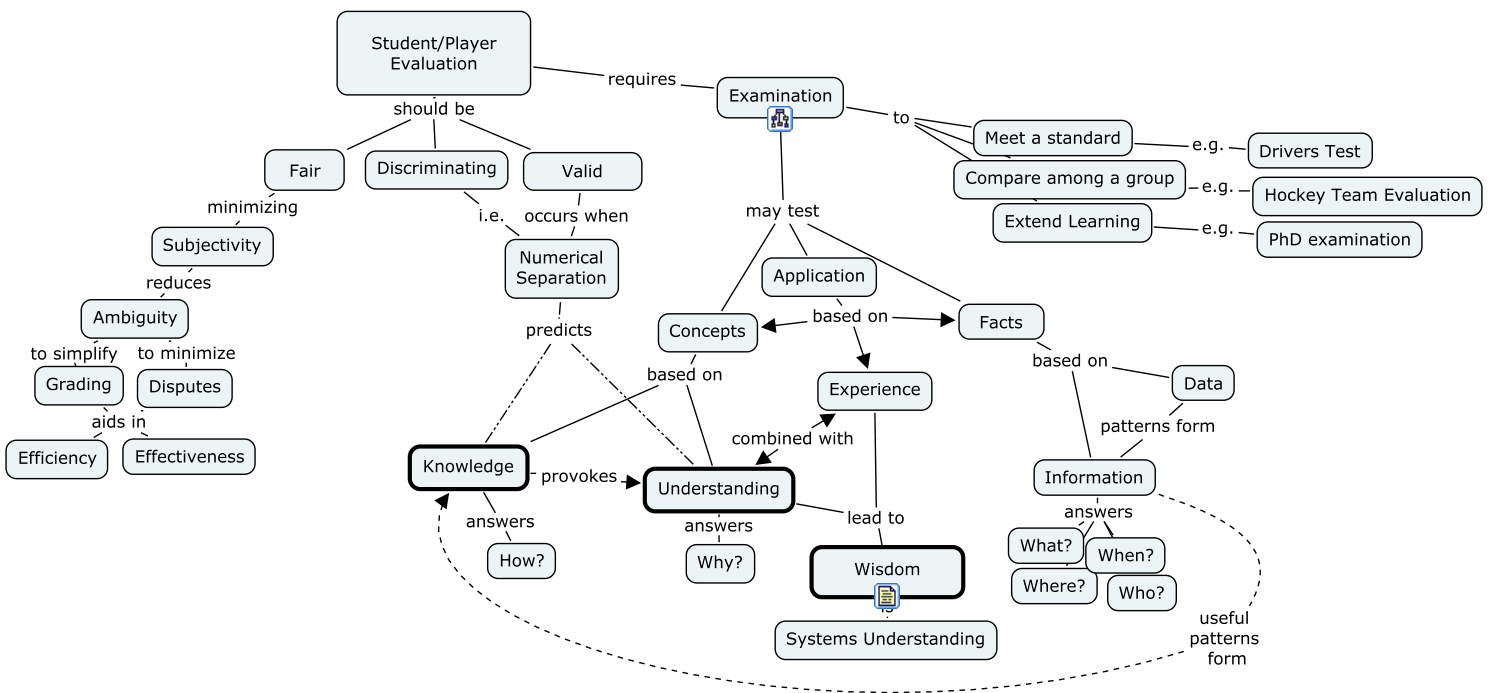 Student/Player
Evaluation
requires
Examination
should be
to
Meet a standard
e.g.
Drivers Test
Fair
Discriminating
Valid
Compare among a group
e.g.
Hockey Team Evaluation
minimizing
i.e.
occurs when
may test
Extend Learning
e.g.
PhD examination
Subjectivity
Numerical
Separation
Application
reduces
Ambiguity
predicts
Concepts
based on
Facts
to simplify
to minimize
based on
based on
Grading
Disputes
Experience
Data
aids in
combined with
patterns form
Efficiency
Effectiveness
Knowledge
provokes
Understanding
Information
answers
answers
lead to
answers
How?
Why?
Wisdom
What?
When?
Where?
Who?
is
Systems Understanding
useful
patterns
form